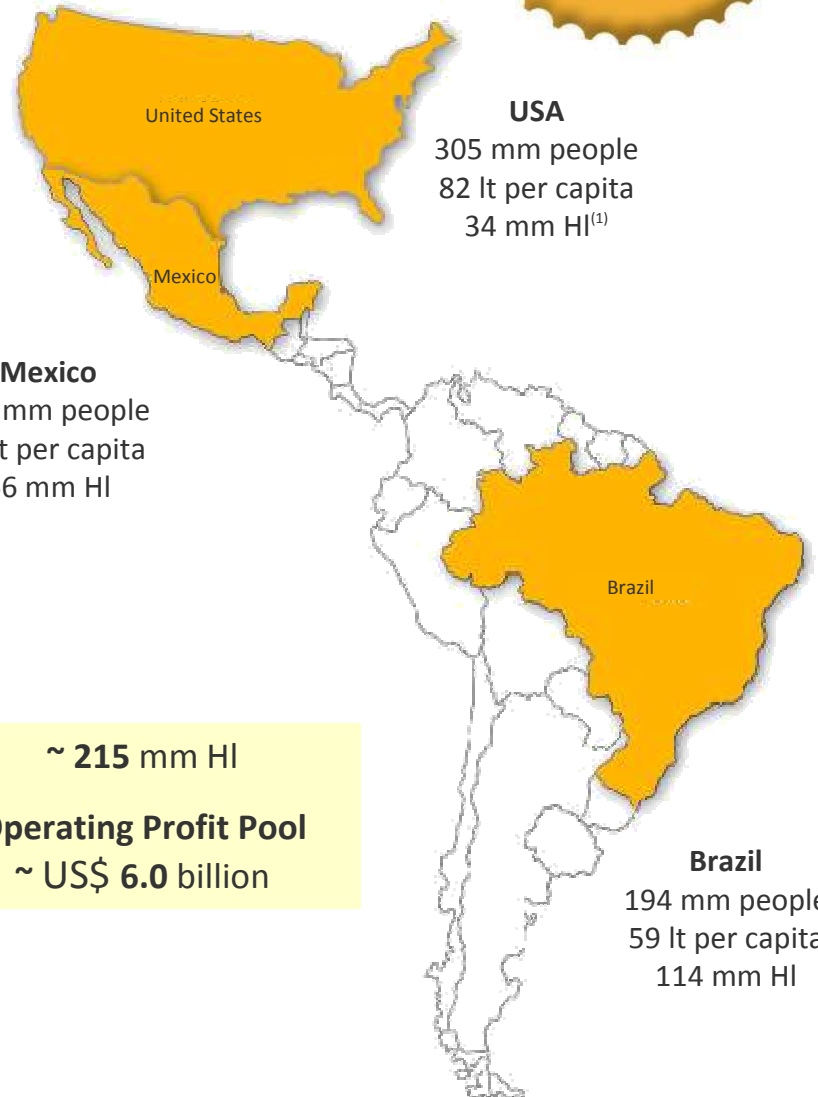 United States
USA
305 mm people
82 lt per capita
34 mm Hl(1)
Mexico
Mexico
mm people
t per capita
6 mm Hl
Brazil
~ 215 mm Hl
perating Profit Pool
~ US$ 6.0 billion
Brazil
194 mm people
59 lt per capita
114 mm Hl